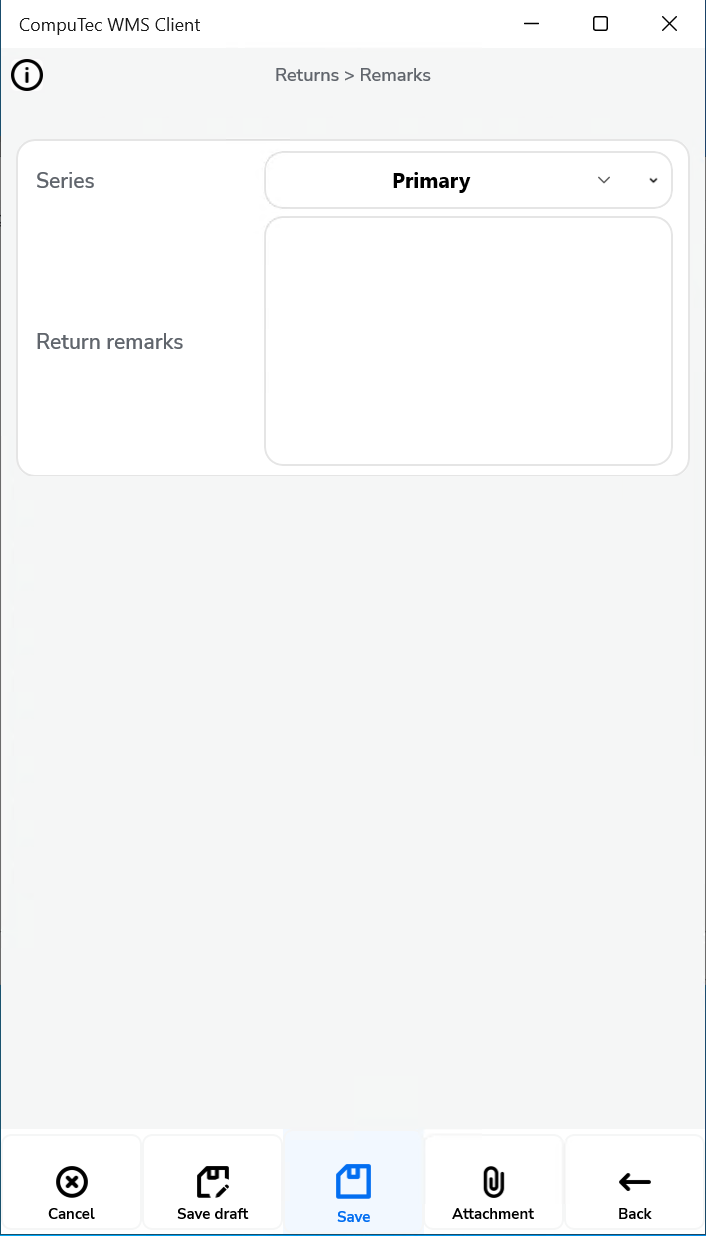 CompuTec WMS Client
Returns > Remarks
Series
Primary
Return remarks
Cancel
Save draft
Save
Attachment
Back